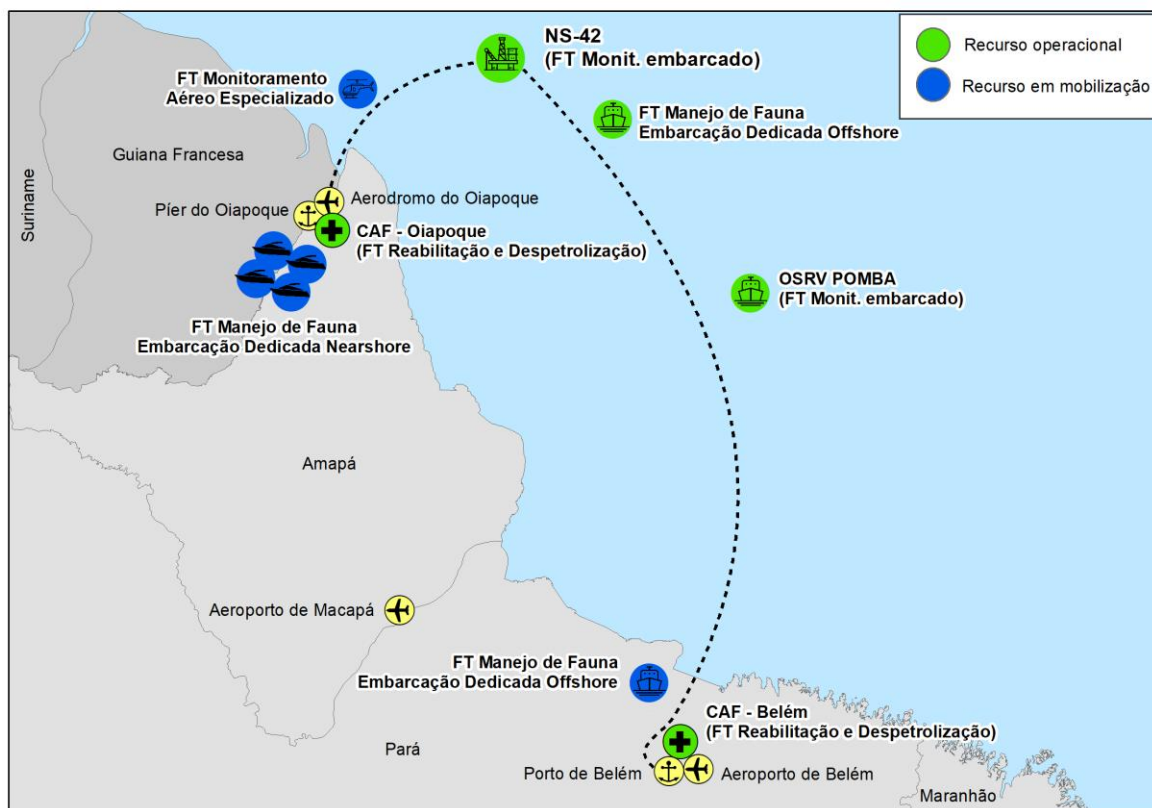 NS-42
(FT Monit. embarcado)
Recurso operacional
Recurso em mobilização
FT Monitoramento
Aéreo Especializado
FT Manejo de Fauna
Embarcação Dedicada Offshore
Guiana Francesa
Suriname
Aerodromo do Oiapoque
Píer do Oiapoque
CAF - Oiapoque
(FT Reabilitação e Despetrolização)
OSRV POMBA
(FT Monit. embarcado)
FT Manejo de Fauna
Embarcação Dedicada Nearshore
Amapá
Aeroporto de Macapá
FT Manejo de Fauna
Embarcação Dedicada Offshore
CAF - Belém
(FT Reabilitação e Despetrolização)
Pará
Porto de Belém
Aeroporto de Belém
Maranhão